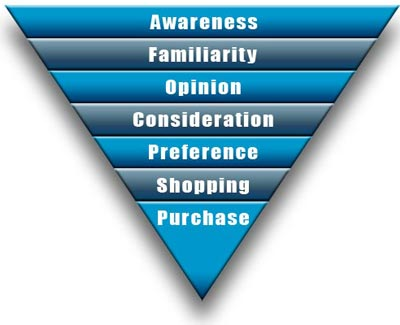 Awareness
Familiarity
Opinion
Consideration
Preference
Shopping
Purchase